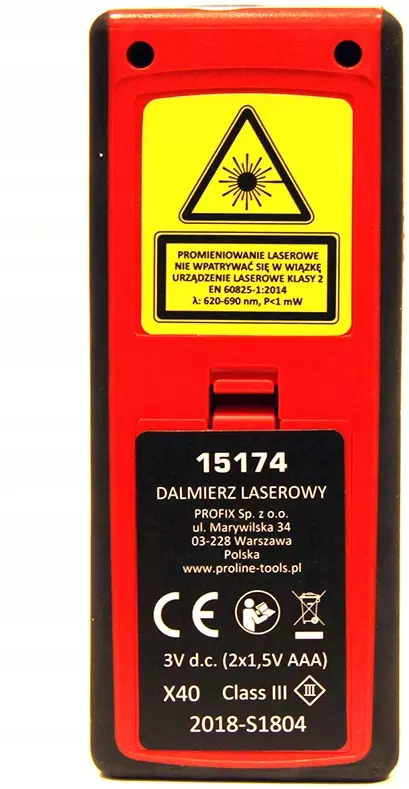 PROMIENIOWANIE LASEROWE
NIE WPATRYWAĆ SIĘ W WIĄZKĘ
URZĄDZENIE LASEROWE KLASY 2
EN 60825-1:2014
λ: 620-690 nm, P<1 mW
15174
DALMIERZ LASEROWY
PROFIX Sp. z o.o.
ul. Marywilska 34
03-228 Warszawa
Polska
www.proline-tools.pl
CE
3V d.c. (2x1,5V AAA)
X40 Class III III
2018-S1804